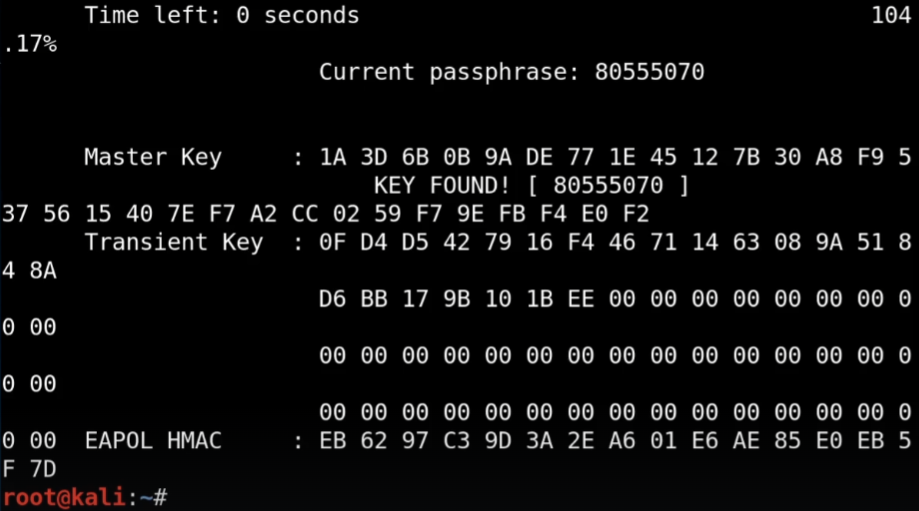 Time left: 0 seconds 104
.17%
Current passphrase: 80555070
Master Key : 1A 3D 6B 0B 9A DE 77 1E 45 12 7B 30 A8 F9 5
KEY FOUND! [ 80555070 ]
37 56 15 40 7E F7 A2 CC 02 59 F7 9E FB F4 E0 F2
Transient Key : 0F D4 D5 42 79 16 F4 46 71 14 63 08 9A 51 8
4 8A
D6 BB 17 9B 10 1B EE 00 00 00 00 00 00 00 0
0 00
00 00 00 00 00 00 00 00 00 00 00 00 00 00 0
0 00
00 00 00 00 00 00 00 00 00 00 00 00 00 00 0
0 00 EAPOL HMAC : EB 62 97 C3 9D 3A 2E A6 01 E6 AE 85 E0 EB 5
F 7D
root@kali:~#